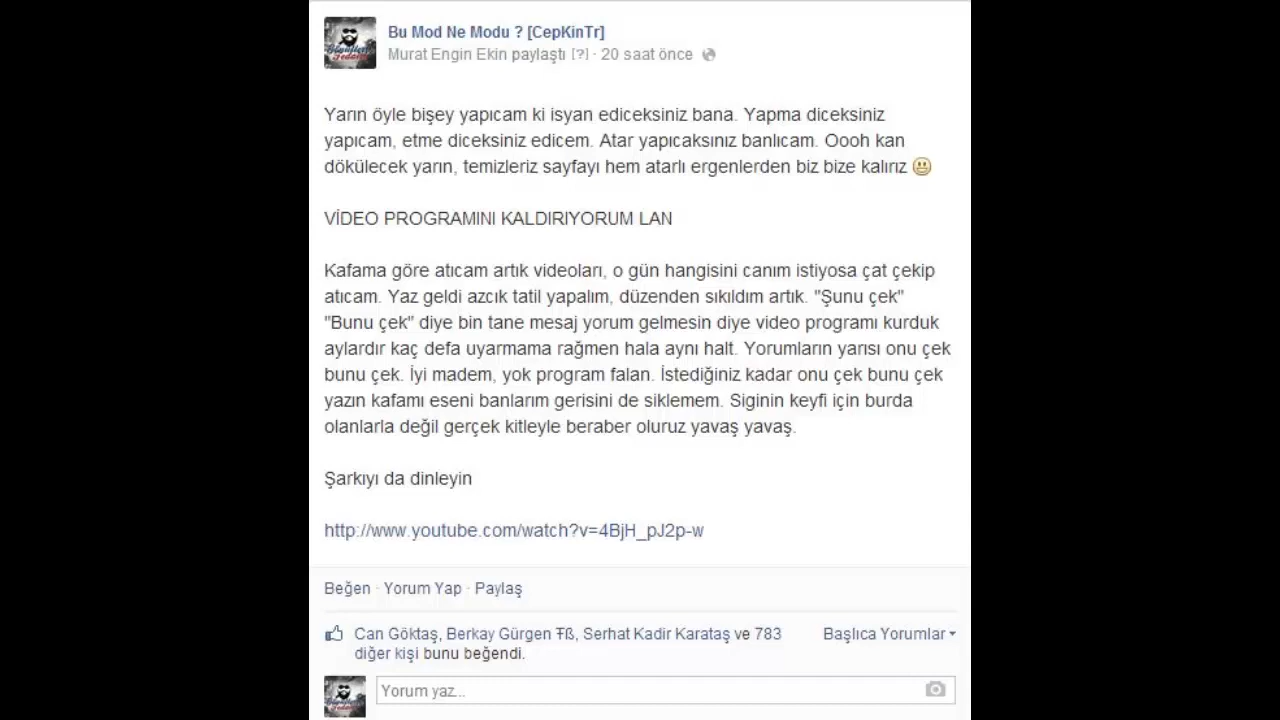 Bu Mod Ne Modu ? [CepKinTr]
Murat Engin Ekin paylaştı [?] · 20 saat önce
Yarın öyle bişey yapıcam ki isyan ediceksiniz bana. Yapma diceksiniz
yapıcam, etme diceksiniz edicem. Atar yapıcaksınız banlıcam. Oooh kan
dökülecek yarın, temizleriz sayfayı hem atarlı ergenlerden biz bize kalırız
VİDEO PROGRAMINI KALDIRIYORUM LAN
Kafama göre atıcam artık videoları, o gün hangisini canım istiyosa çat çekip
atıcam. Yaz geldi azcık tatil yapalım, düzenden sıkıldım artık. "Şunu çek"
"Bunu çek" diye bin tane mesaj yorum gelmesin diye video programı kurduk
aylardır kaç defa uyarmama rağmen hala aynı halt. Yorumların yarısı onu çek
bunu çek. İyi madem, yok program falan. İstediğiniz kadar onu çek bunu çek
yazın kafamı eseni banlarım gerisini de siklemem. Siginin keyfi için burda
olanlarla değil gerçek kitleyle beraber oluruz yavaş yavaş.
Şarkıyı da dinleyin
http://www.youtube.com/watch?v=4BjH_pJ2p-w
Beğen · Yorum Yap · Paylaş
Can Göktaş, Berkay Gürgen Ŧß, Serhat Kadir Karataş ve 783
diğer kişi bunu beğendi.
Başlıca Yorumlar
Yorum yaz...